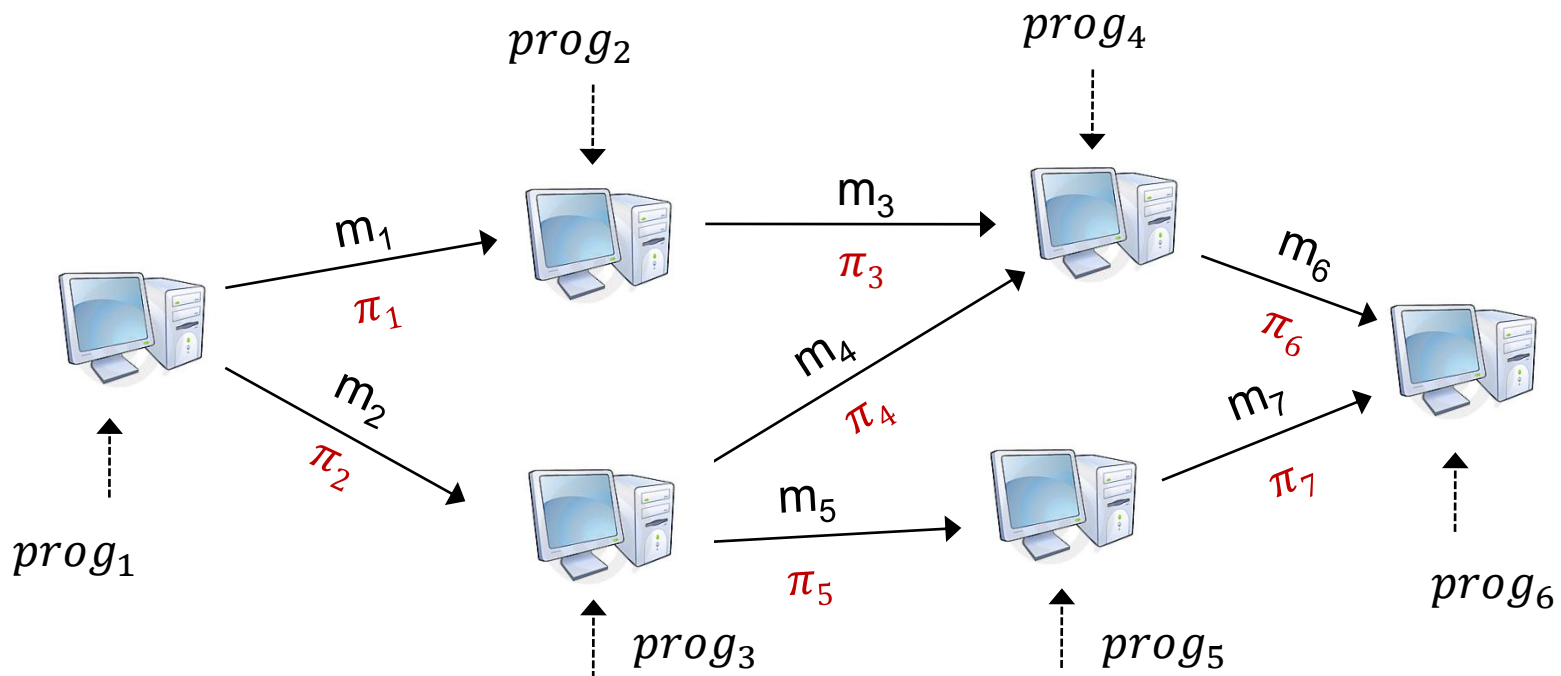 prog₂
prog₄
m₁
π₁
m₃
π₃
m₆
π₆
m₂
π₂
m₄
π₄
m₇
π₇
m₅
π₅
prog₁
prog₃
prog₅
prog₆